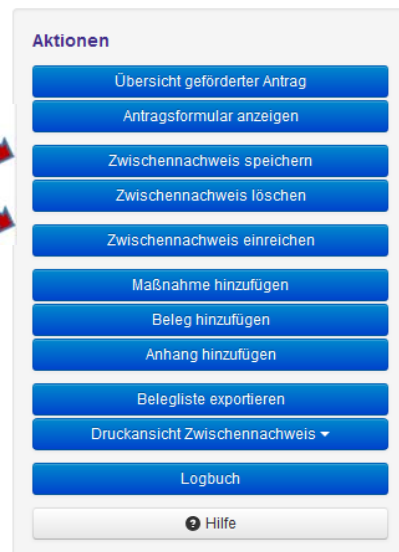 Aktionen
Übersicht geförderter Antrag
Antragsformular anzeigen
Zwischennachweis speichern
Zwischennachweis löschen
Zwischennachweis einreichen
Maßnahme hinzufügen
Beleg hinzufügen
Anhang hinzufügen
Belegliste exportieren
Druckansicht Zwischennachweis
Logbuch
Hilfe